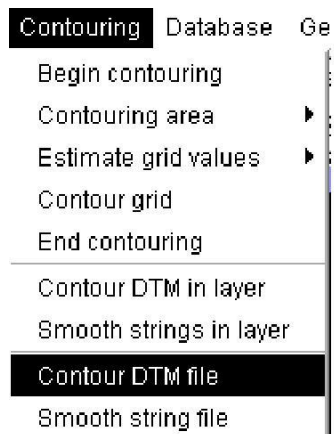 Contouring Database Ge
Begin contouring
Contouring area
Estimate grid values
Contour grid
End contouring
Contour DTM in layer
Smooth strings in layer
Contour DTM file
Smooth string file